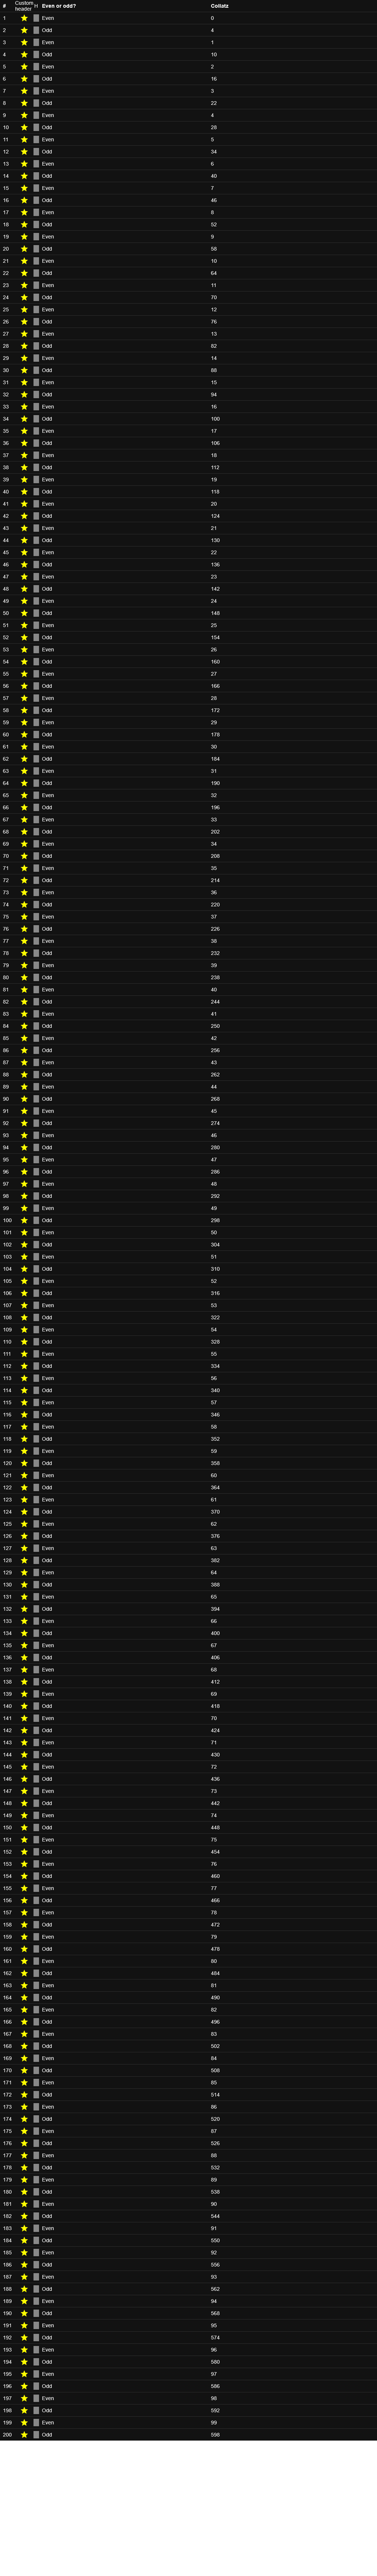 # Custom header H Even or odd? Collatz
1 Even 0
2 Odd 4
3 Even 1
4 Odd 10
5 Even 2
6 Odd 16
7 Even 3
8 Odd 22
9 Even 4
10 Odd 28
11 Even 5
12 Odd 34
13 Even 6
14 Odd 40
15 Even 7
16 Odd 46
17 Even 8
18 Odd 52
19 Even 9
20 Odd 58
21 Even 10
22 Odd 64
23 Even 11
24 Odd 70
25 Even 12
26 Odd 76
27 Even 13
28 Odd 82
29 Even 14
30 Odd 88
31 Even 15
32 Odd 94
33 Even 16
34 Odd 100
35 Even 17
36 Odd 106
37 Even 18
38 Odd 112
39 Even 19
40 Odd 118
41 Even 20
42 Odd 124
43 Even 21
44 Odd 130
45 Even 22
46 Odd 136
47 Even 23
48 Odd 142
49 Even 24
50 Odd 148
51 Even 25
52 Odd 154
53 Even 26
54 Odd 160
55 Even 27
56 Odd 166
57 Even 28
58 Odd 172
59 Even 29
60 Odd 178
61 Even 30
62 Odd 184
63 Even 31
64 Odd 190
65 Even 32
66 Odd 196
67 Even 33
68 Odd 202
69 Even 34
70 Odd 208
71 Even 35
72 Odd 214
73 Even 36
74 Odd 220
75 Even 37
76 Odd 226
77 Even 38
78 Odd 232
79 Even 39
80 Odd 238
81 Even 40
82 Odd 244
83 Even 41
84 Odd 250
85 Even 42
86 Odd 256
87 Even 43
88 Odd 262
89 Even 44
90 Odd 268
91 Even 45
92 Odd 274
93 Even 46
94 Odd 280
95 Even 47
96 Odd 286
97 Even 48
98 Odd 292
99 Even 49
100 Odd 298
101 Even 50
102 Odd 304
103 Even 51
104 Odd 310
105 Even 52
106 Odd 316
107 Even 53
108 Odd 322
109 Even 54
110 Odd 328
111 Even 55
112 Odd 334
113 Even 56
114 Odd 340
115 Even 57
116 Odd 346
117 Even 58
118 Odd 352
119 Even 59
120 Odd 358
121 Even 60
122 Odd 364
123 Even 61
124 Odd 370
125 Even 62
126 Odd 376
127 Even 63
128 Odd 382
129 Even 64
130 Odd 388
131 Even 65
132 Odd 394
133 Even 66
134 Odd 400
135 Even 67
136 Odd 406
137 Even 68
138 Odd 412
139 Even 69
140 Odd 418
141 Even 70
142 Odd 424
143 Even 71
144 Odd 430
145 Even 72
146 Odd 436
147 Even 73
148 Odd 442
149 Even 74
150 Odd 448
151 Even 75
152 Odd 454
153 Even 76
154 Odd 460
155 Even 77
156 Odd 466
157 Even 78
158 Odd 472
159 Even 79
160 Odd 478
161 Even 80
162 Odd 484
163 Even 81
164 Odd 490
165 Even 82
166 Odd 496
167 Even 83
168 Odd 502
169 Even 84
170 Odd 508
171 Even 85
172 Odd 514
173 Even 86
174 Odd 520
175 Even 87
176 Odd 526
177 Even 88
178 Odd 532
179 Even 89
180 Odd 538
181 Even 90
182 Odd 544
183 Even 91
184 Odd 550
185 Even 92
186 Odd 556
187 Even 93
188 Odd 562
189 Even 94
190 Odd 568
191 Even 95
192 Odd 574
193 Even 96
194 Odd 580
195 Even 97
196 Odd 586
197 Even 98
198 Odd 592
199 Even 99
200 Odd 598